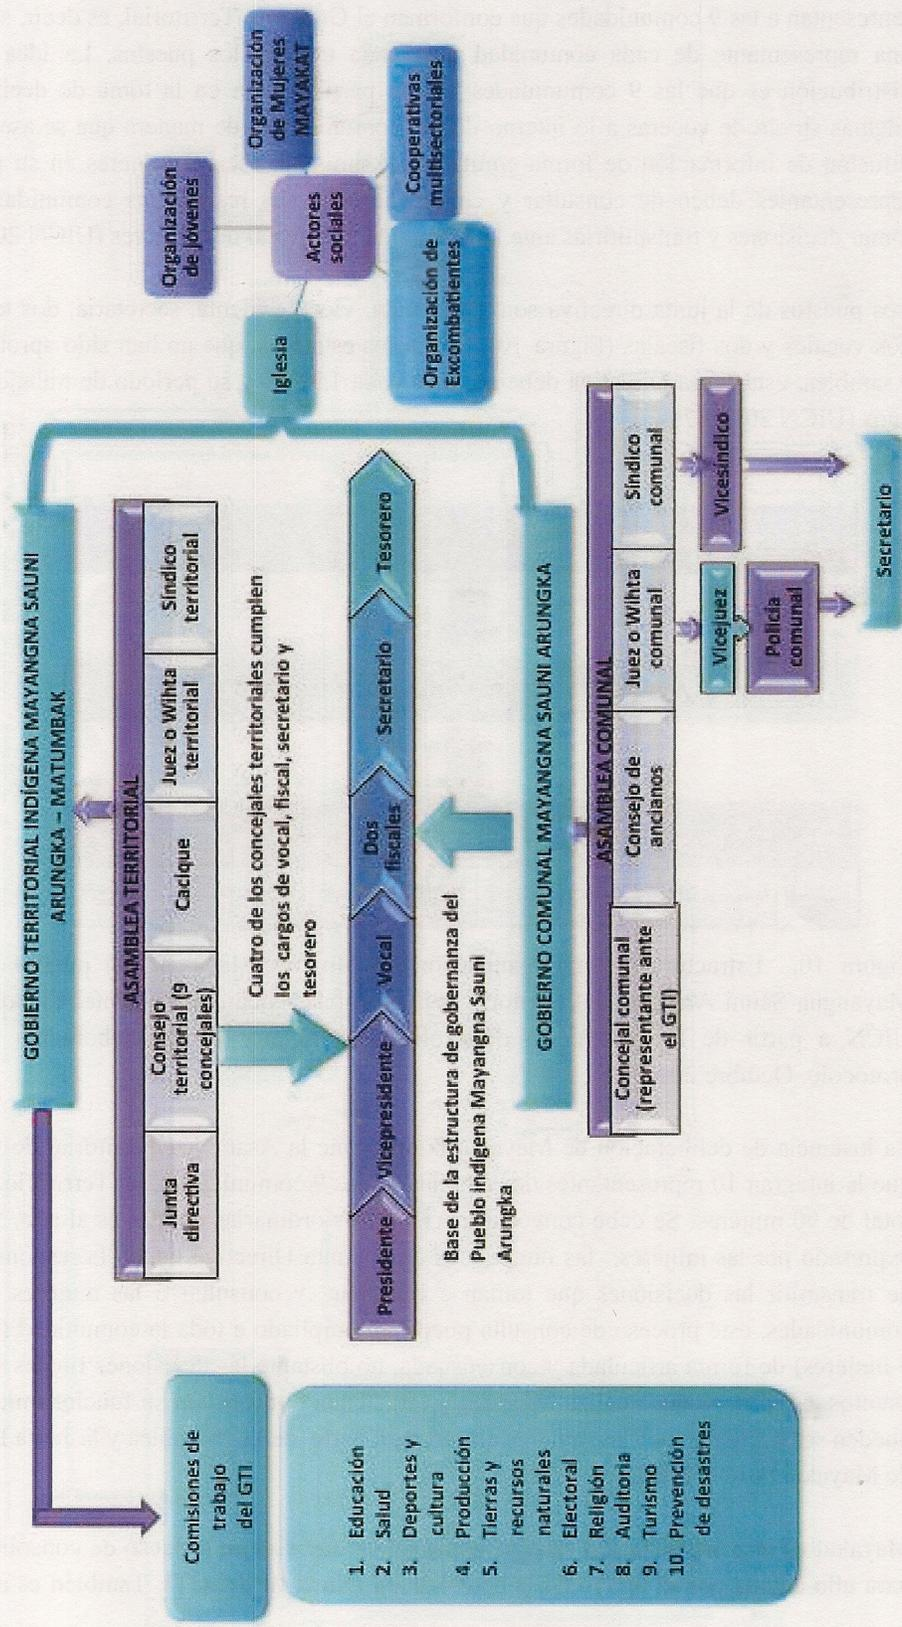 GOBIERNO TERRITORIAL INDÍGENA MAYANGNA SAUNI
ARUNGKA – MATUMBAK
ASAMBLEA TERRITORIAL
Junta
directiva
Consejo
territorial (9
concejales)
Cacique
Juez o Wihta
territorial
Síndico
territorial
Cuatro de los concejales territoriales cumplen
los cargos de vocal, fiscal, secretario y
tesorero
Presidente
Vicepresidente
Vocal
Dos
fiscales
Secretario
Tesorero
Base de la estructura de gobernanza del
Pueblo indígena Mayangna Sauni
Arungka
GOBIERNO COMUNAL MAYANGNA SAUNI ARUNGKA
ASAMBLEA COMUNAL
Concejal comunal
(representante ante
el GTI)
Consejo de
ancianos
Juez o Wihta
comunal
Síndico
comunal
Vicejuez
Vicesíndico
Policía
comunal
Secretario
Comisiones de
trabajo
del GTI
1. Educación
2. Salud
3. Deportes y
cultura
4. Producción
5. Tierras y
recursos
naturales
6. Electoral
7. Religión
8. Auditoria
9. Turismo
10. Prevención
de desastres
Iglesia
Actores
sociales
Organización
de jóvenes
Organización
de Mujeres
MAYAKAT
Cooperativas
multisectoriales
Organización de
Excombatientes